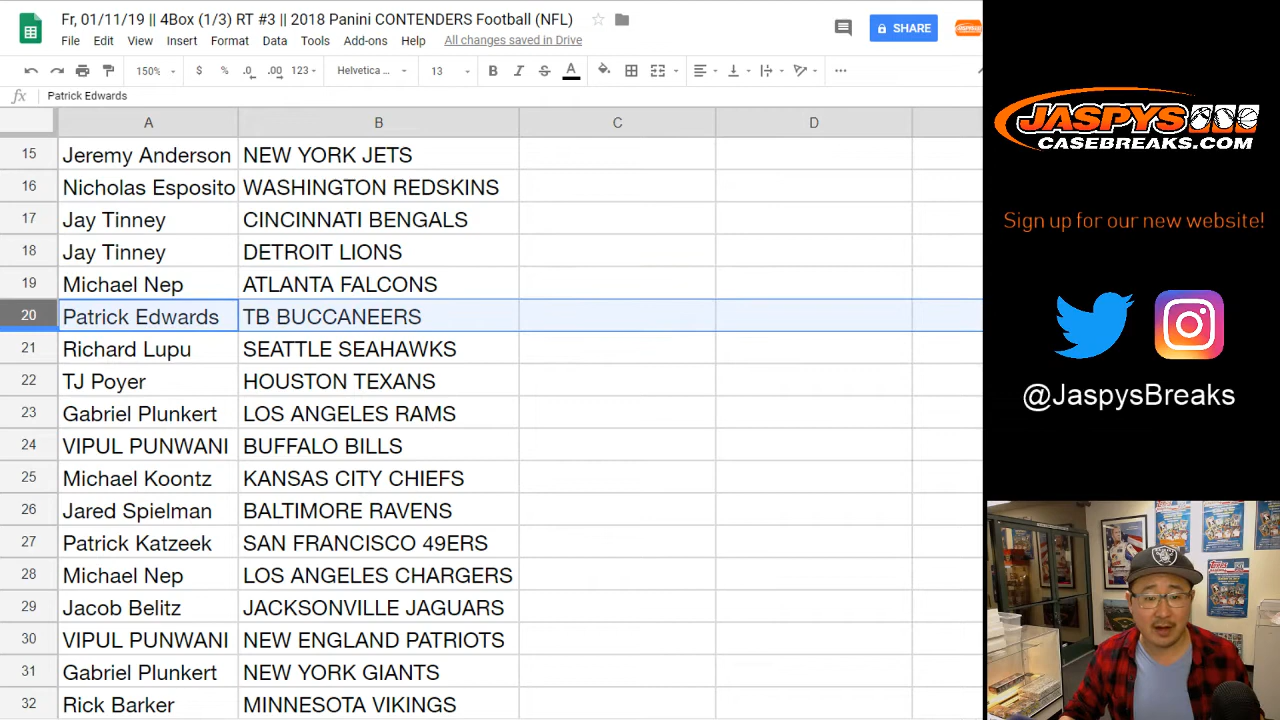 Fr, 01/11/19 || 4Box (1/3) RT #3 || 2018 Panini CONTENDERS Football (NFL)
File Edit View Insert Format Data Tools Add-ons Help All changes saved in Drive
SHARE
150% $ % .0 .00 123 Helvetica ... 13 B I S A
fx Patrick Edwards
A B C D
15 Jeremy Anderson NEW YORK JETS
16 Nicholas Esposito WASHINGTON REDSKINS
17 Jay Tinney CINCINNATI BENGALS
18 Jay Tinney DETROIT LIONS
19 Michael Nep ATLANTA FALCONS
20 Patrick Edwards TB BUCCANEERS
21 Richard Lupu SEATTLE SEAHAWKS
22 TJ Poyer HOUSTON TEXANS
23 Gabriel Plunkert LOS ANGELES RAMS
24 VIPUL PUNWANI BUFFALO BILLS
25 Michael Koontz KANSAS CITY CHIEFS
26 Jared Spielman BALTIMORE RAVENS
27 Patrick Katzeek SAN FRANCISCO 49ERS
28 Michael Nep LOS ANGELES CHARGERS
29 Jacob Belitz JACKSONVILLE JAGUARS
30 VIPUL PUNWANI NEW ENGLAND PATRIOTS
31 Gabriel Plunkert NEW YORK GIANTS
32 Rick Barker MINNESOTA VIKINGS
JASPYS
CASEBREAKS.COM
Sign up for our new website!
@JaspysBreaks